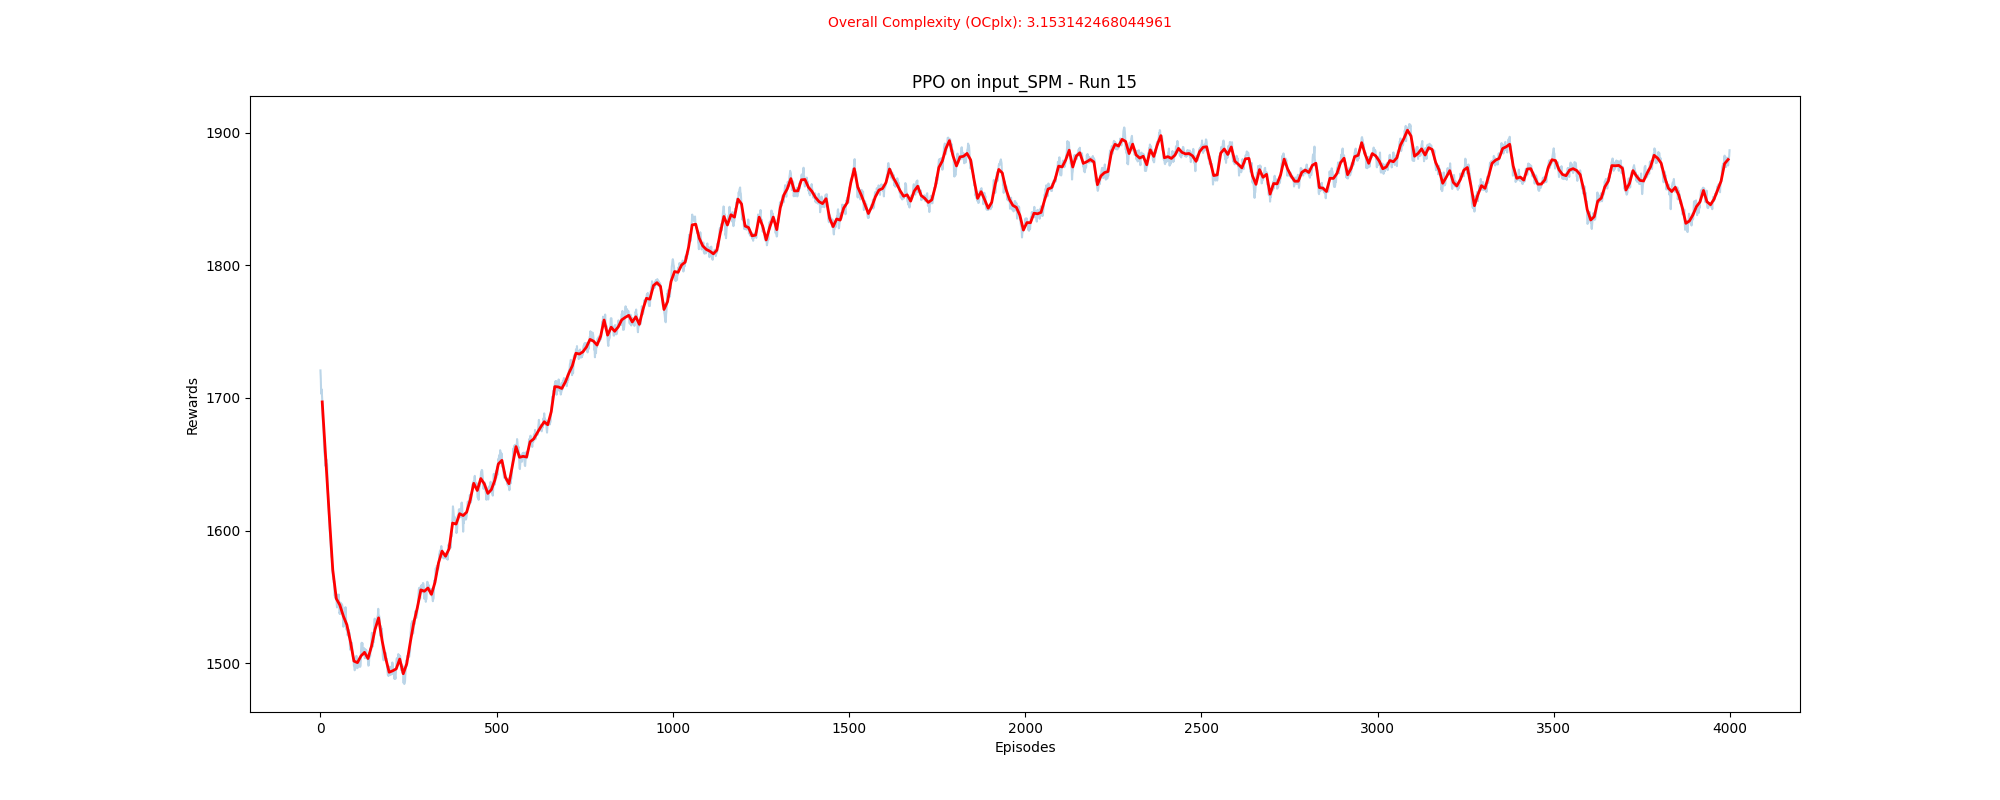 Overall Complexity (OCplx): 3.153142468044961
PPO on input_SPM - Run 15
1900
1800
1700
1600
1500
Rewards
0 500 1000 1500 2000 2500 3000 3500 4000
Episodes